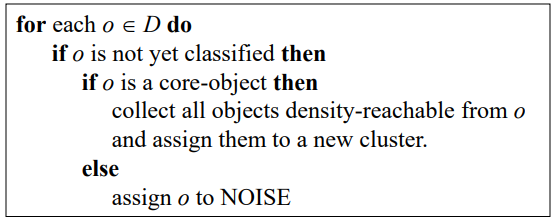 for each o ∈ D do
if o is not yet classified then
if o is a core-object then
collect all objects density-reachable from o
and assign them to a new cluster.
else
assign o to NOISE